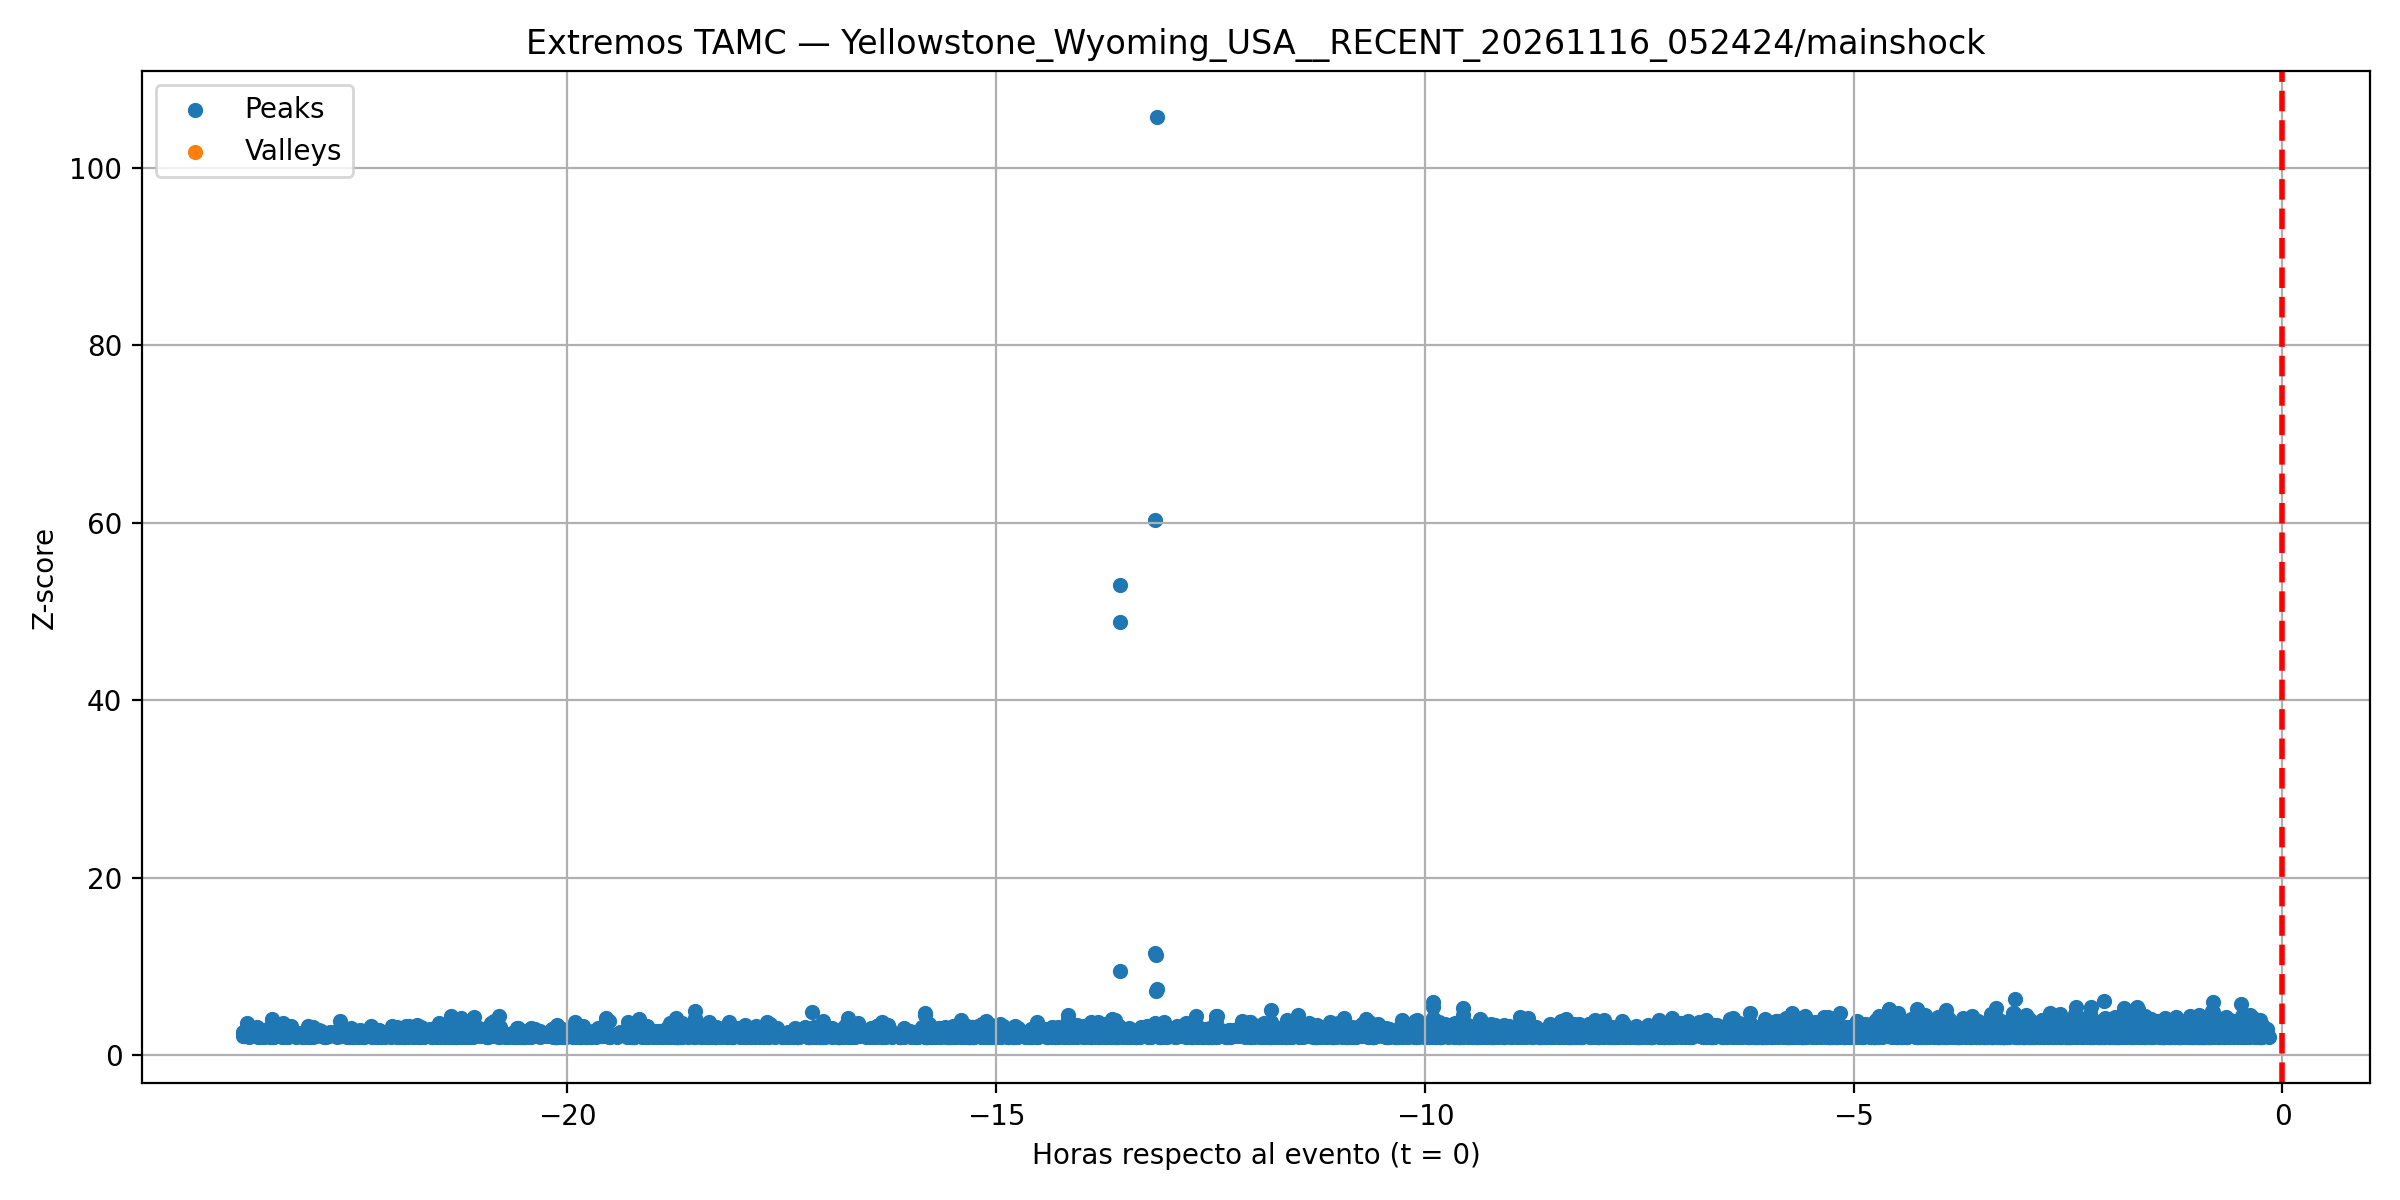 Extremos TAMC — Yellowstone_Wyoming_USA__RECENT_20261116_052424/mainshock
Peaks
Valleys
Z-score
100
80
60
40
20
0
−20
−15
−10
−5
0
Horas respecto al evento (t = 0)